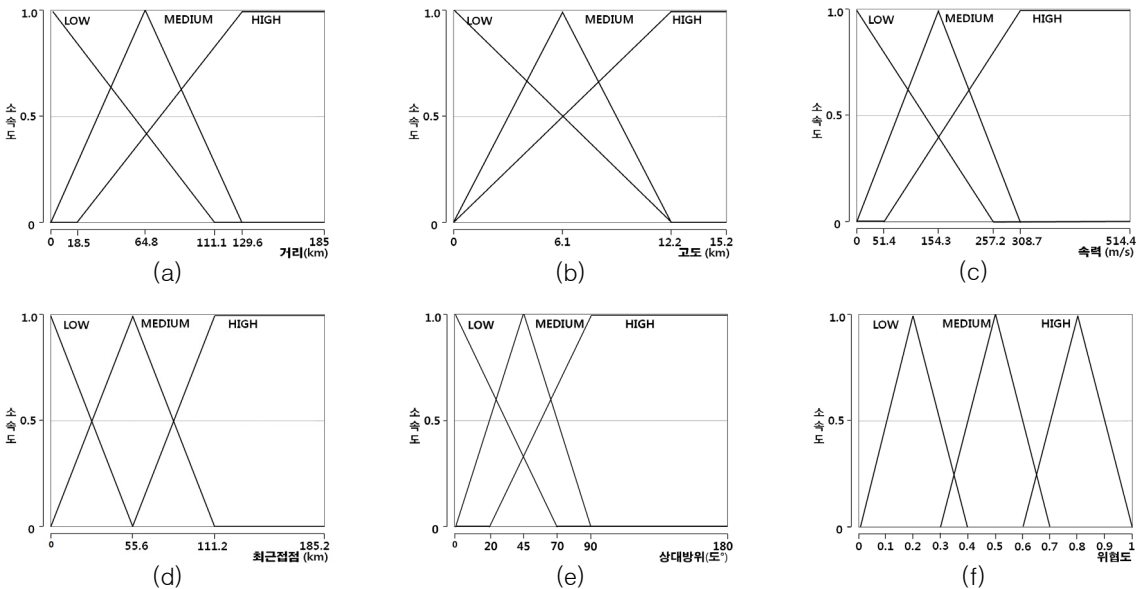 1.0
LOW
MEDIUM
HIGH
소속도
0.5
0
0 18.5 64.8 111.1 129.6 185
거리(km)
(a)
1.0
LOW
MEDIUM
HIGH
소속도
0.5
0
0 6.1 12.2 15.2
고도 (km)
(b)
1.0
LOW
MEDIUM
HIGH
소속도
0.5
0
0 51.4 154.3 257.2 308.7 514.4
속력 (m/s)
(c)
1.0
LOW
MEDIUM
HIGH
소속도
0.5
0
0 55.6 111.2 185.2
최근접점 (km)
(d)
1.0
LOW
MEDIUM
HIGH
소속도
0.5
0
0 20 45 70 90 180
상대방위(도°)
(e)
1.0
LOW
MEDIUM
HIGH
소속도
0.5
0
0 0.1 0.2 0.3 0.4 0.5 0.6 0.7 0.8 0.9 1
위협도
(f)